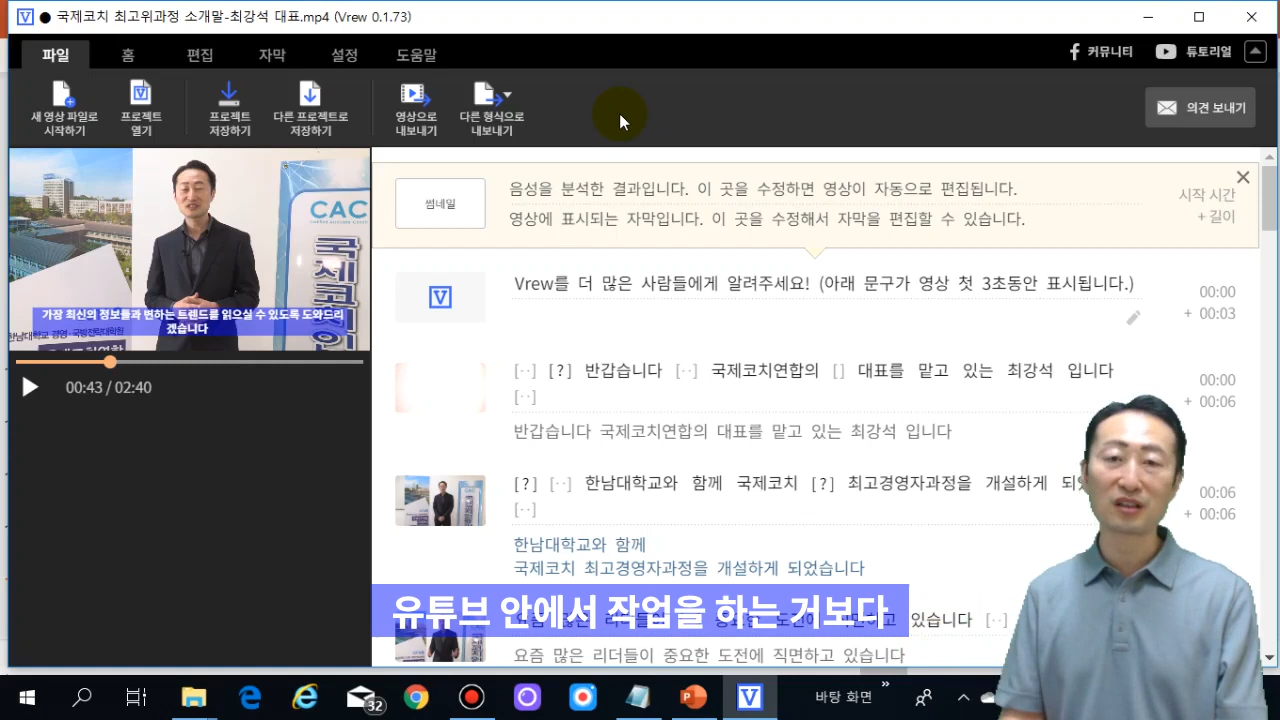 국제코치 최고위과정 소개말-최강석 대표.mp4 (Vrew 0.1.73)
파일 홈 편집 자막 설정 도움말
커뮤니티 튜토리얼
새 영상 파일로 시작하기
프로젝트 열기
프로젝트 저장하기
다른 프로젝트로 저장하기
영상으로 내보내기
다른 형식으로 내보내기
의견 보내기
CAC
국제코치연합
가장 최신의 정보들과 변하는 트렌드를 읽으실 수 있도록 도와드리
겠습니다
한남대학교 경영·국방전략대학원
00:43 / 02:40
썸네일
음성을 분석한 결과입니다. 이 곳을 수정하면 영상이 자동으로 편집됩니다.
영상에 표시되는 자막입니다. 이 곳을 수정해서 자막을 편집할 수 있습니다.
시작 시간
+ 길이
Vrew를 더 많은 사람들에게 알려주세요! (아래 문구가 영상 첫 3초동안 표시됩니다.)
00:00
+ 00:03
[··] [?] 반갑습니다 [··] 국제코치연합의 [] 대표를 맡고 있는 최강석 입니다
[··]
00:00
+ 00:06
반갑습니다 국제코치연합의 대표를 맡고 있는 최강석 입니다
[?] [··] 한남대학교와 함께 국제코치 [?] 최고경영자과정을 개설하게
[··]
00:06
+ 00:06
한남대학교와 함께
국제코치 최고경영자과정을 개설하게 되었습니다
유튜브 안에서 작업을 하는 거보다
있습니다 [··]
요즘 많은 리더들이 중요한 도전에 직면하고 있습니다
32
바탕 화면